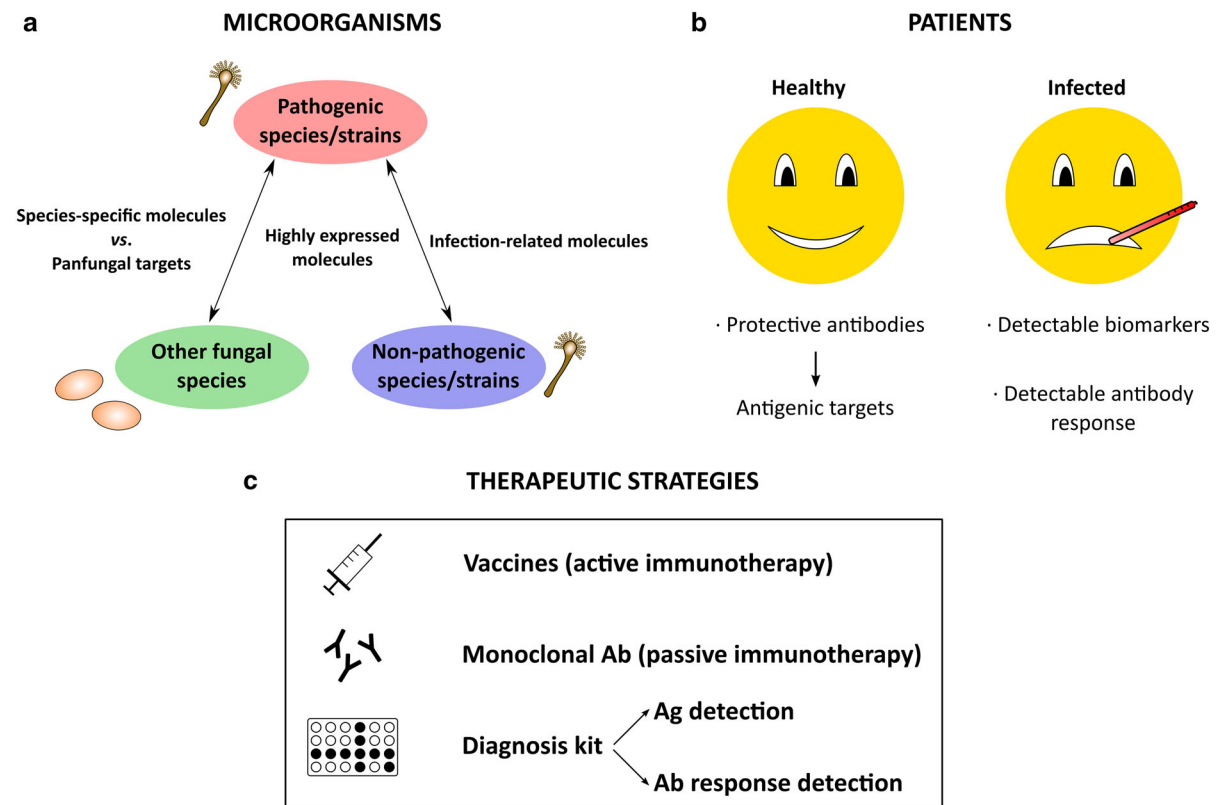 a
MICROORGANISMS
Pathogenic
species/strains
Species-specific molecules
vs.
Panfungal targets
Highly expressed
molecules
Infection-related molecules
Other fungal
species
Non-pathogenic
species/strains
b
PATIENTS
Healthy
Infected
· Protective antibodies
Antigenic targets
· Detectable biomarkers
· Detectable antibody
response
c
THERAPEUTIC STRATEGIES
Vaccines (active immunotherapy)
Monoclonal Ab (passive immunotherapy)
Diagnosis kit
Ag detection
Ab response detection